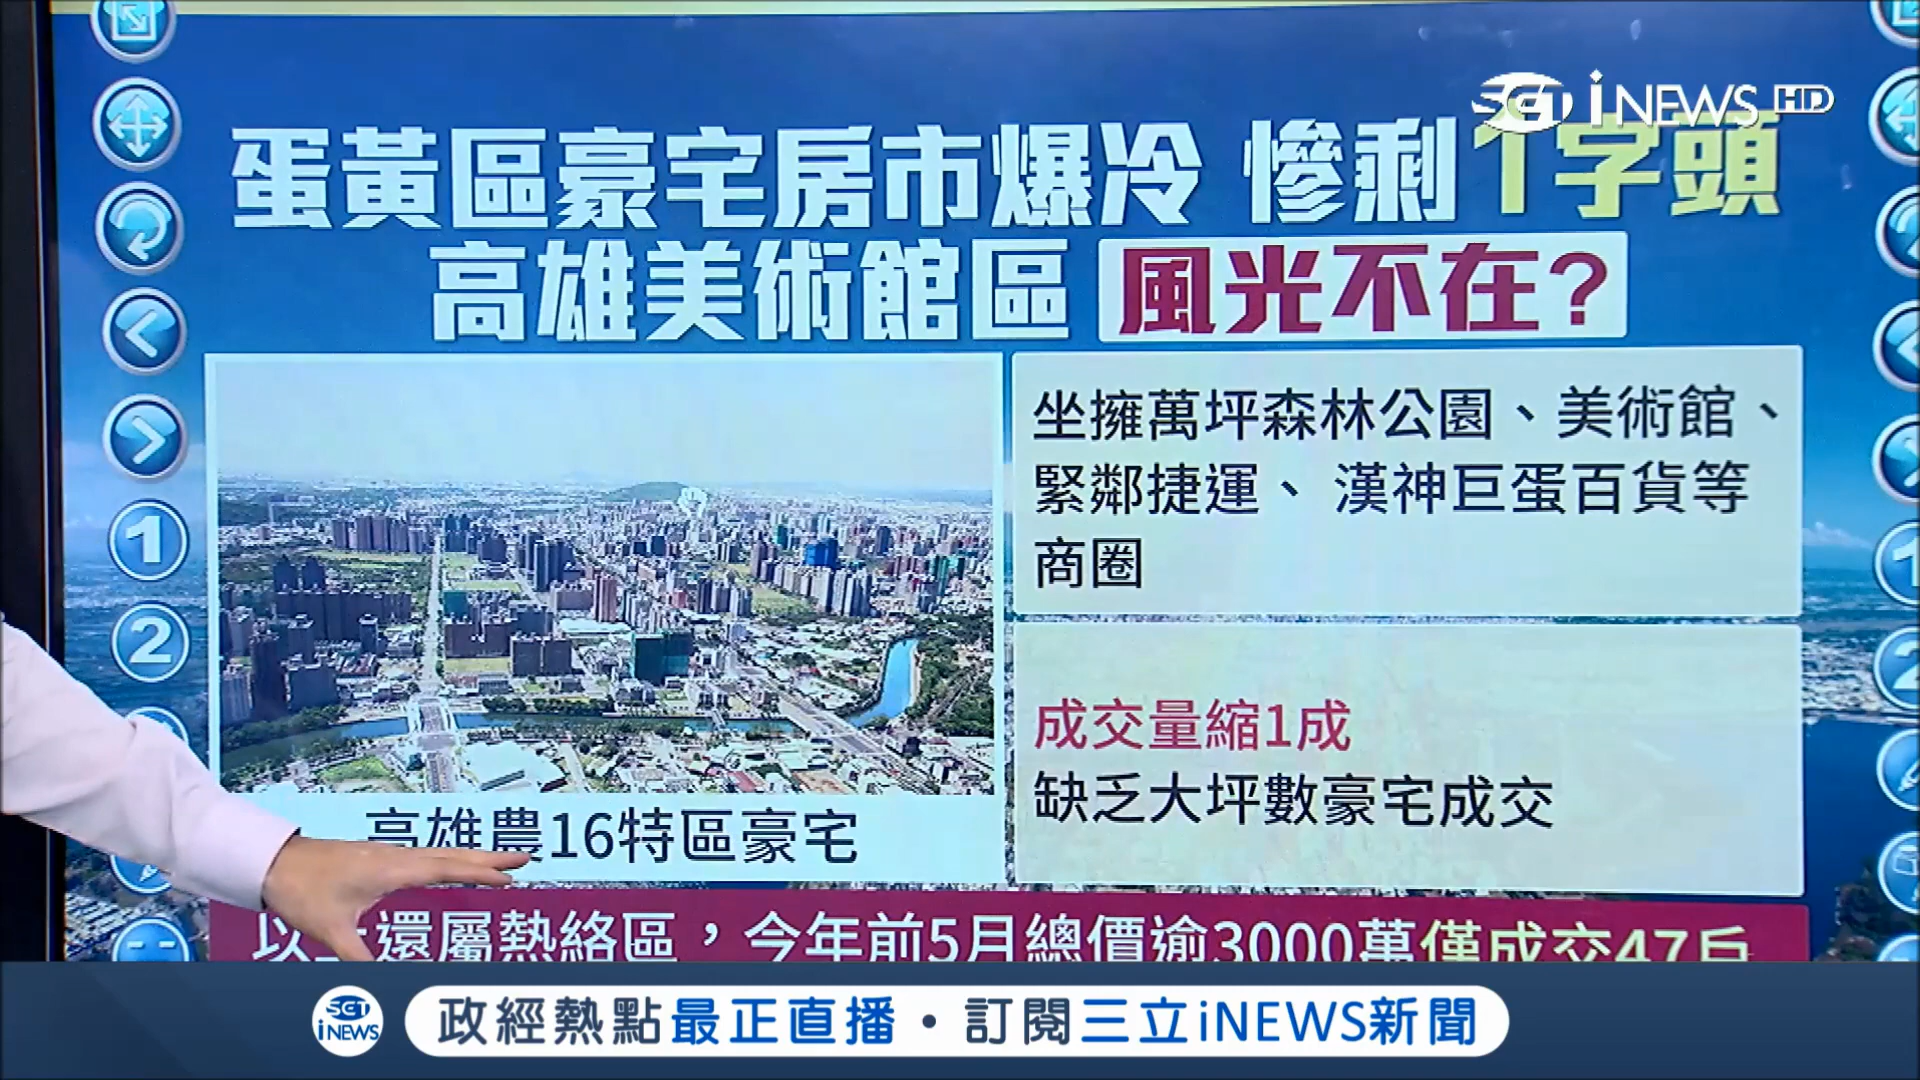 SET iNEWS HD
蛋黃區豪宅房市爆冷 慘剩1字頭
高雄美術館區 風光不在?
坐擁萬坪森林公園、美術館、
緊鄰捷運、漢神巨蛋百貨等
商圈
成交量縮1成
缺乏大坪數豪宅成交
高雄農16特區豪宅
還屬熱絡區，今年前5月總價逾3000萬僅成交47戶
1
2
1
2
SET iNEWS
政經熱點最正直播・訂閱三立iNEWS新聞